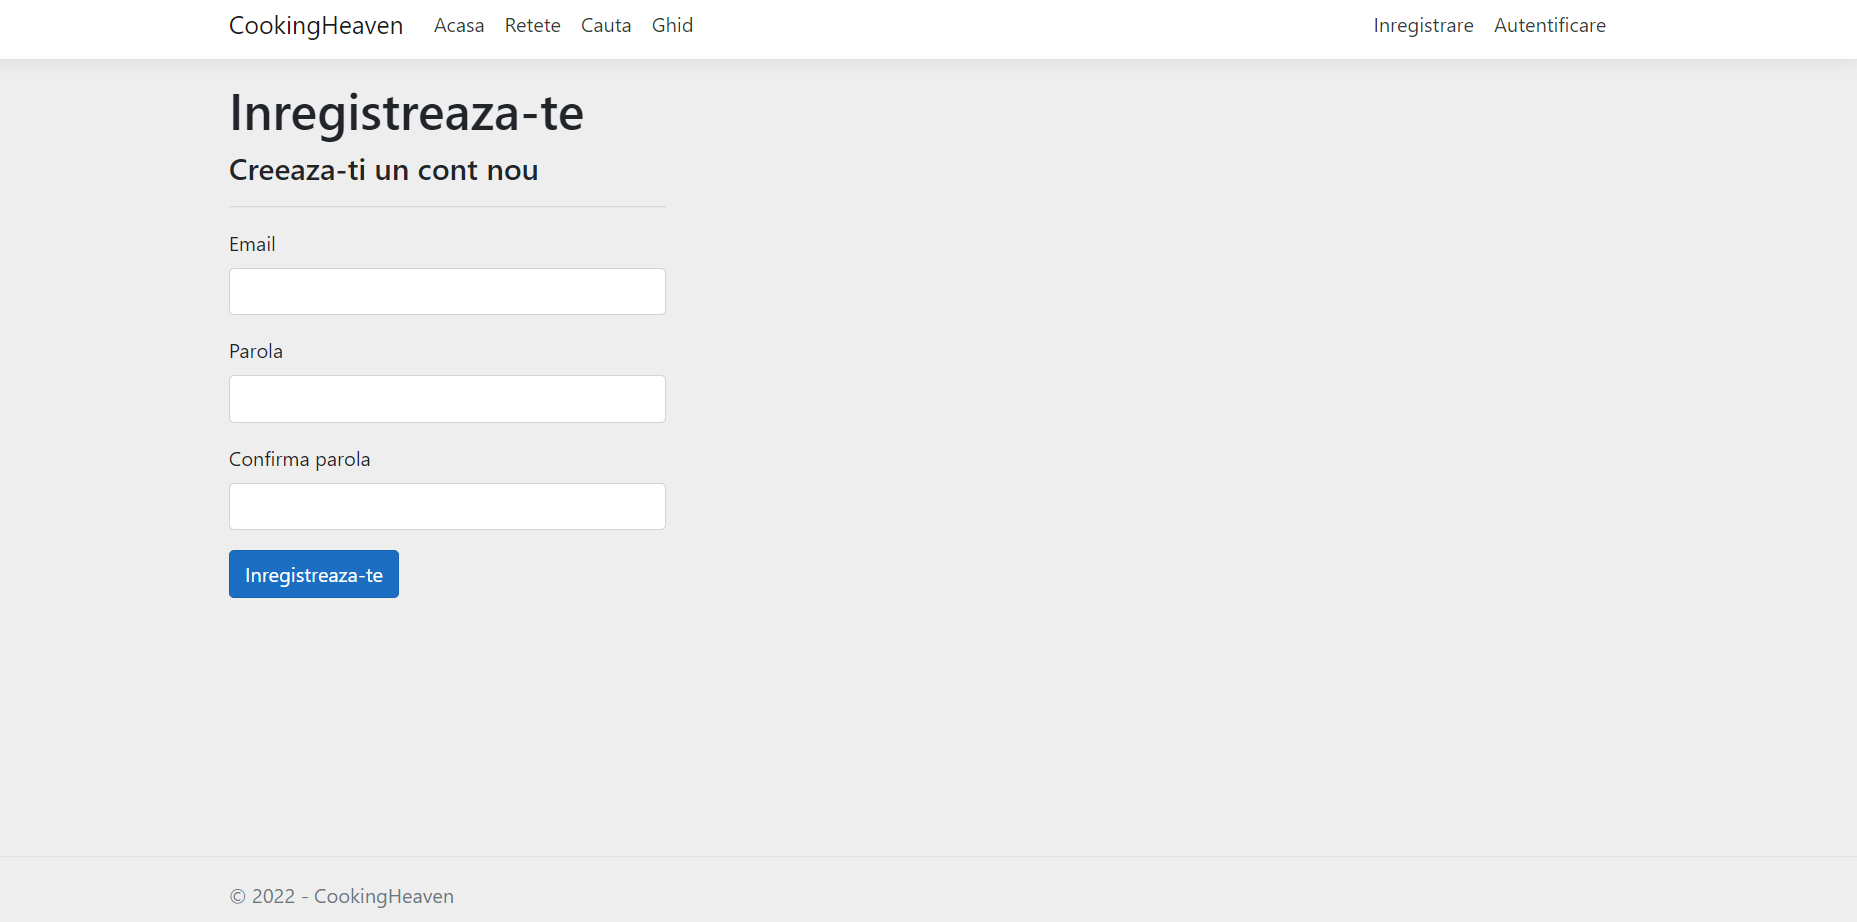 CookingHeaven Acasa Retete Cauta Ghid Inregistrare Autentificare
Inregistreaza-te
Creeaza-ti un cont nou
Email
Parola
Confirma parola
Inregistreaza-te
© 2022 - CookingHeaven